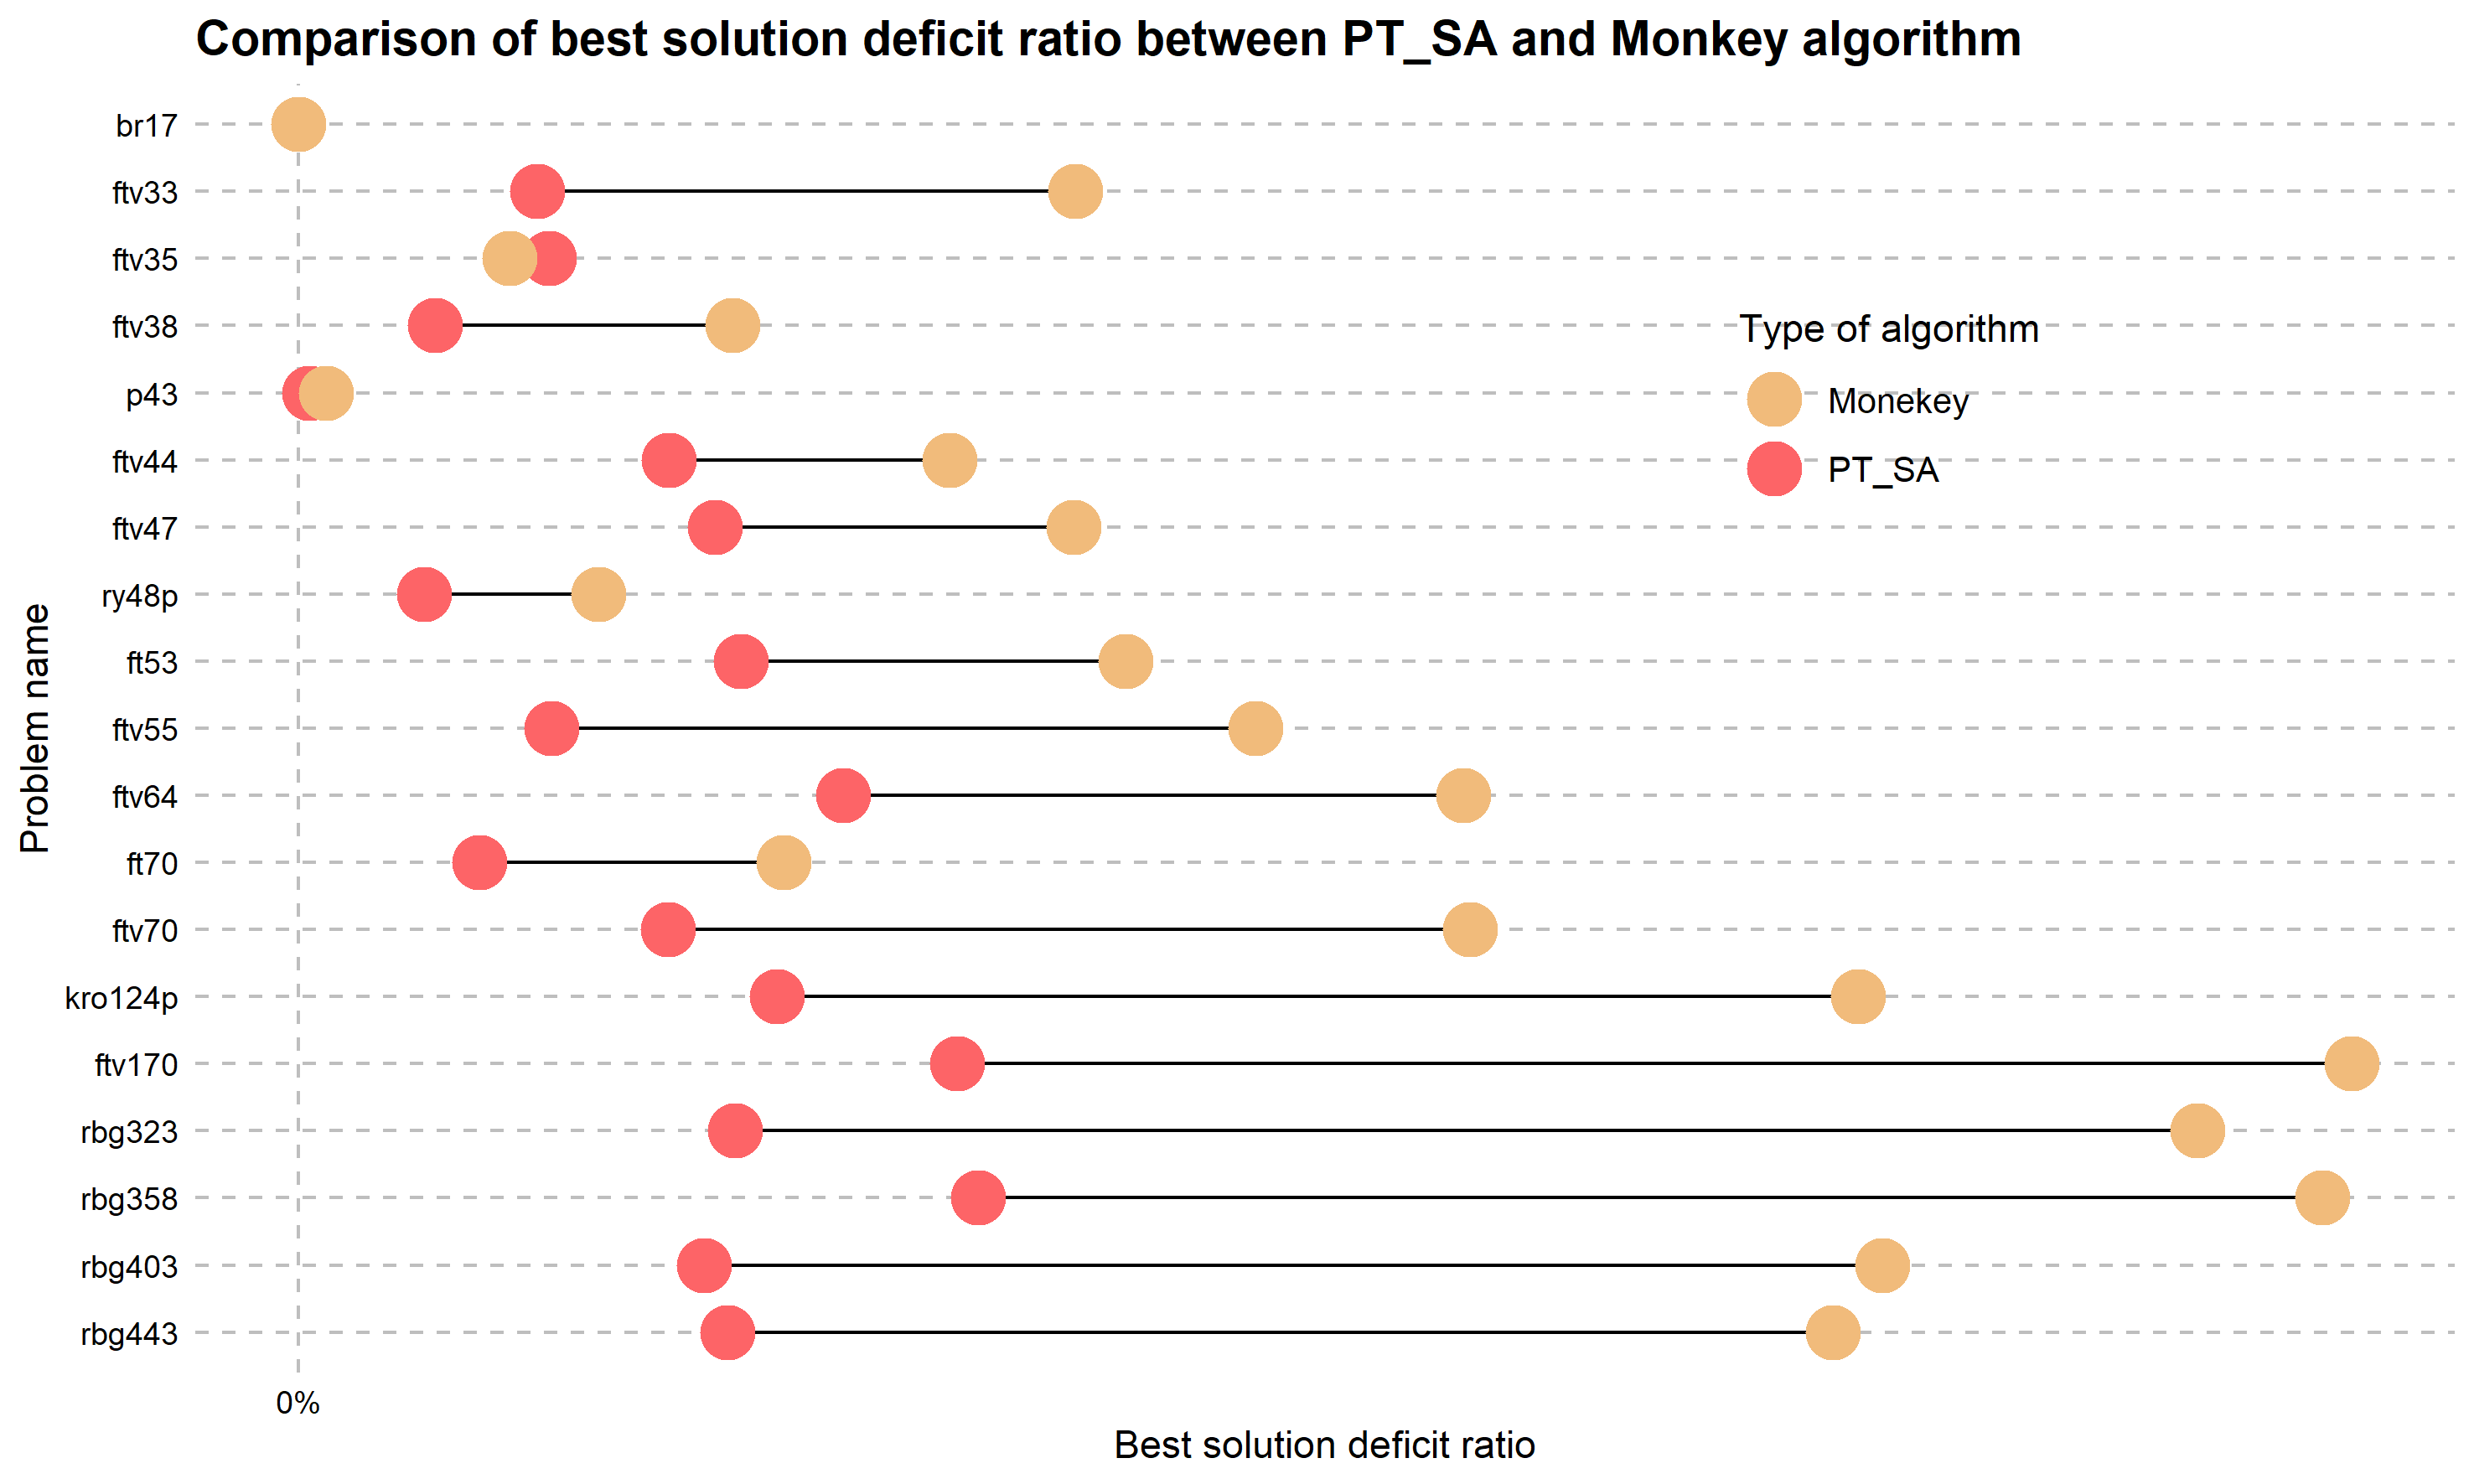 Comparison of best solution deficit ratio between PT_SA and Monkey algorithm
Problem name
br17
ftv33
ftv35
ftv38
p43
ftv44
ftv47
ry48p
ft53
ftv55
ftv64
ft70
ftv70
kro124p
ftv170
rbg323
rbg358
rbg403
rbg443
Type of algorithm
Monekey
PT_SA
0%
Best solution deficit ratio